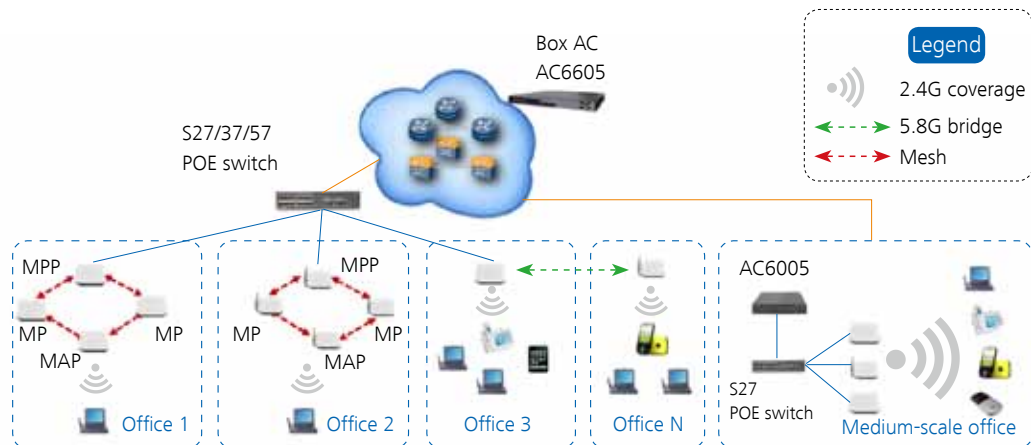 Box AC
AC6605
Legend
2.4G coverage
5.8G bridge
Mesh
S27/37/57
POE switch
MPP
MP
MP
MAP
Office 1
MPP
MP
MP
MAP
Office 2
Office 3
Office N
AC6005
S27
POE switch
Medium-scale office